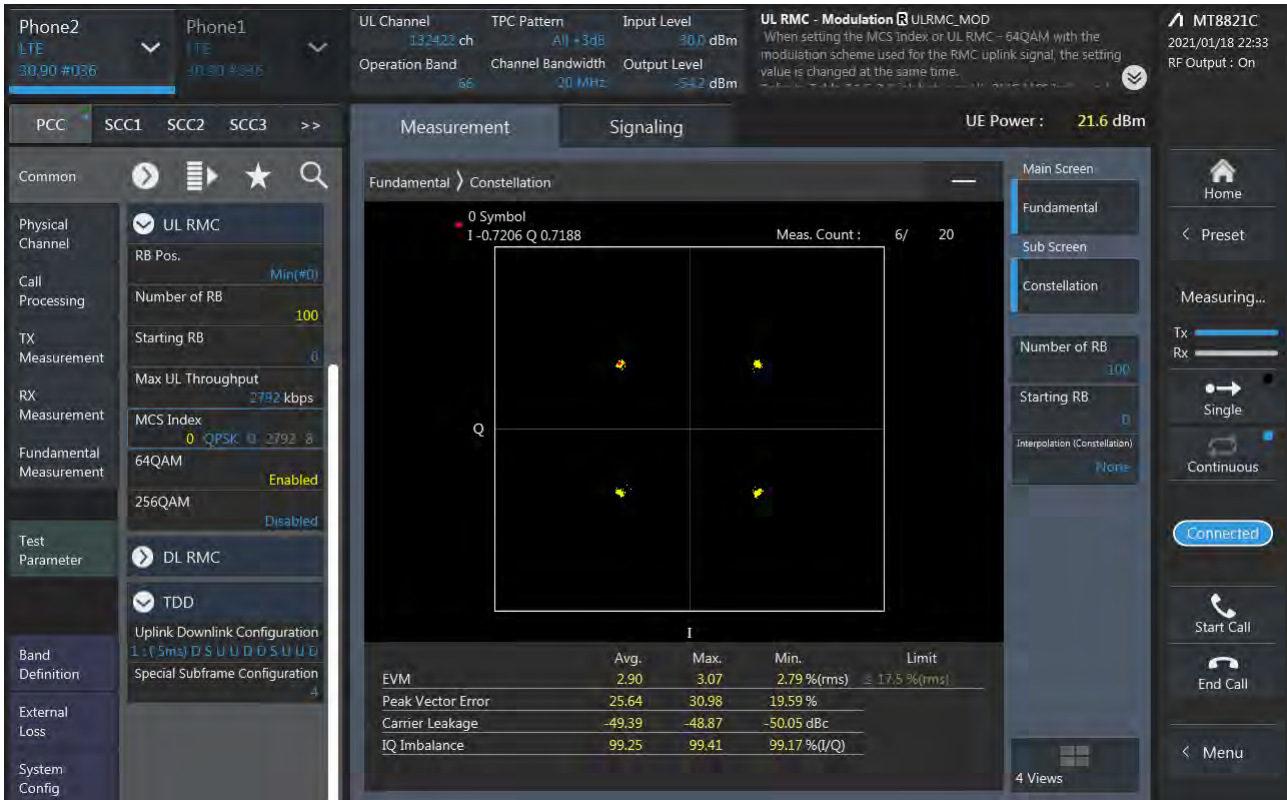 Phone2
LTE
30.90 #036
Phone1
LTE
UL Channel
132422 ch
TPC Pattern
All +3dB
Input Level
30.0 dBm
Operation Band
66
Channel Bandwidth
20 MHz
Output Level
-54.2 dBm
UL RMC - Modulation R ULRMC_MOD
When setting the MCS Index or UL RMC - 64QAM with the
modulation scheme used for the RMC uplink signal, the setting
value is changed at the same time.
MT8821C
2021/01/18 22:33
RF Output : On
PCC SCC1 SCC2 SCC3 >>
Measurement
Signaling
UE Power : 21.6 dBm
Common
Physical
Channel
Call
Processing
TX
Measurement
RX
Measurement
Fundamental
Measurement
Test
Parameter
Band
Definition
External
Loss
System
Config
UL RMC
RB Pos.
Min(#0)
Number of RB
100
Starting RB
0
Max UL Throughput
2792 kbps
MCS Index
0 QPSK 0 2792 8
64QAM
Enabled
256QAM
Disabled
DL RMC
TDD
Uplink Downlink Configuration
1 : ( 5ms) D S U U D D S U U D
Special Subframe Configuration
4
Fundamental 〉 Constellation
0 Symbol
I -0.7206 Q 0.7188
Meas. Count : 6/ 20
Q
I
Avg. Max. Min. Limit
EVM 2.90 3.07 2.79 %(rms) ≤ 17.5 %(rms)
Peak Vector Error 25.64 30.98 19.59 %
Carrier Leakage -49.39 -48.87 -50.05 dBc
IQ Imbalance 99.25 99.41 99.17 %(I/Q)
Main Screen
Fundamental
Sub Screen
Constellation
Number of RB
100
Starting RB
0
Interpolation (Constellation)
None
4 Views
Home
< Preset
Measuring...
Tx
Rx
Single
Continuous
Connected
Start Call
End Call
< Menu